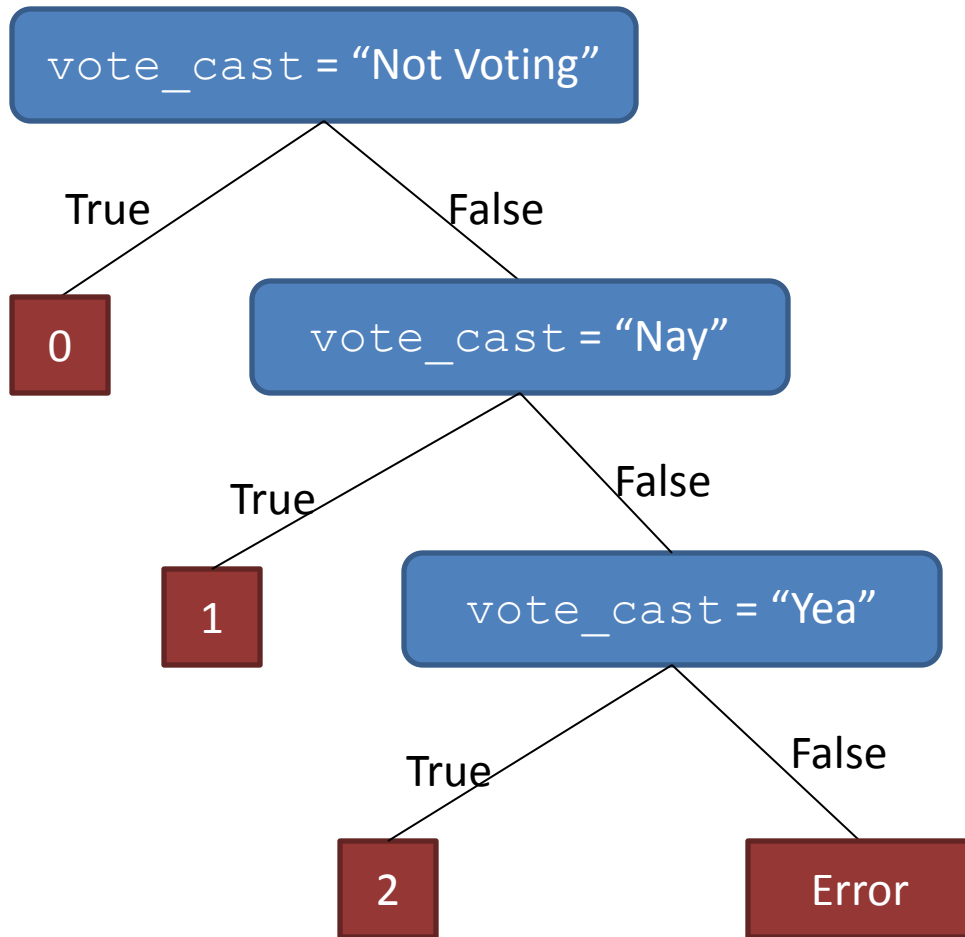 vote_cast = “Not Voting”
True
False
0
vote_cast = “Nay”
True
False
1
vote_cast = “Yea”
True
False
2
Error